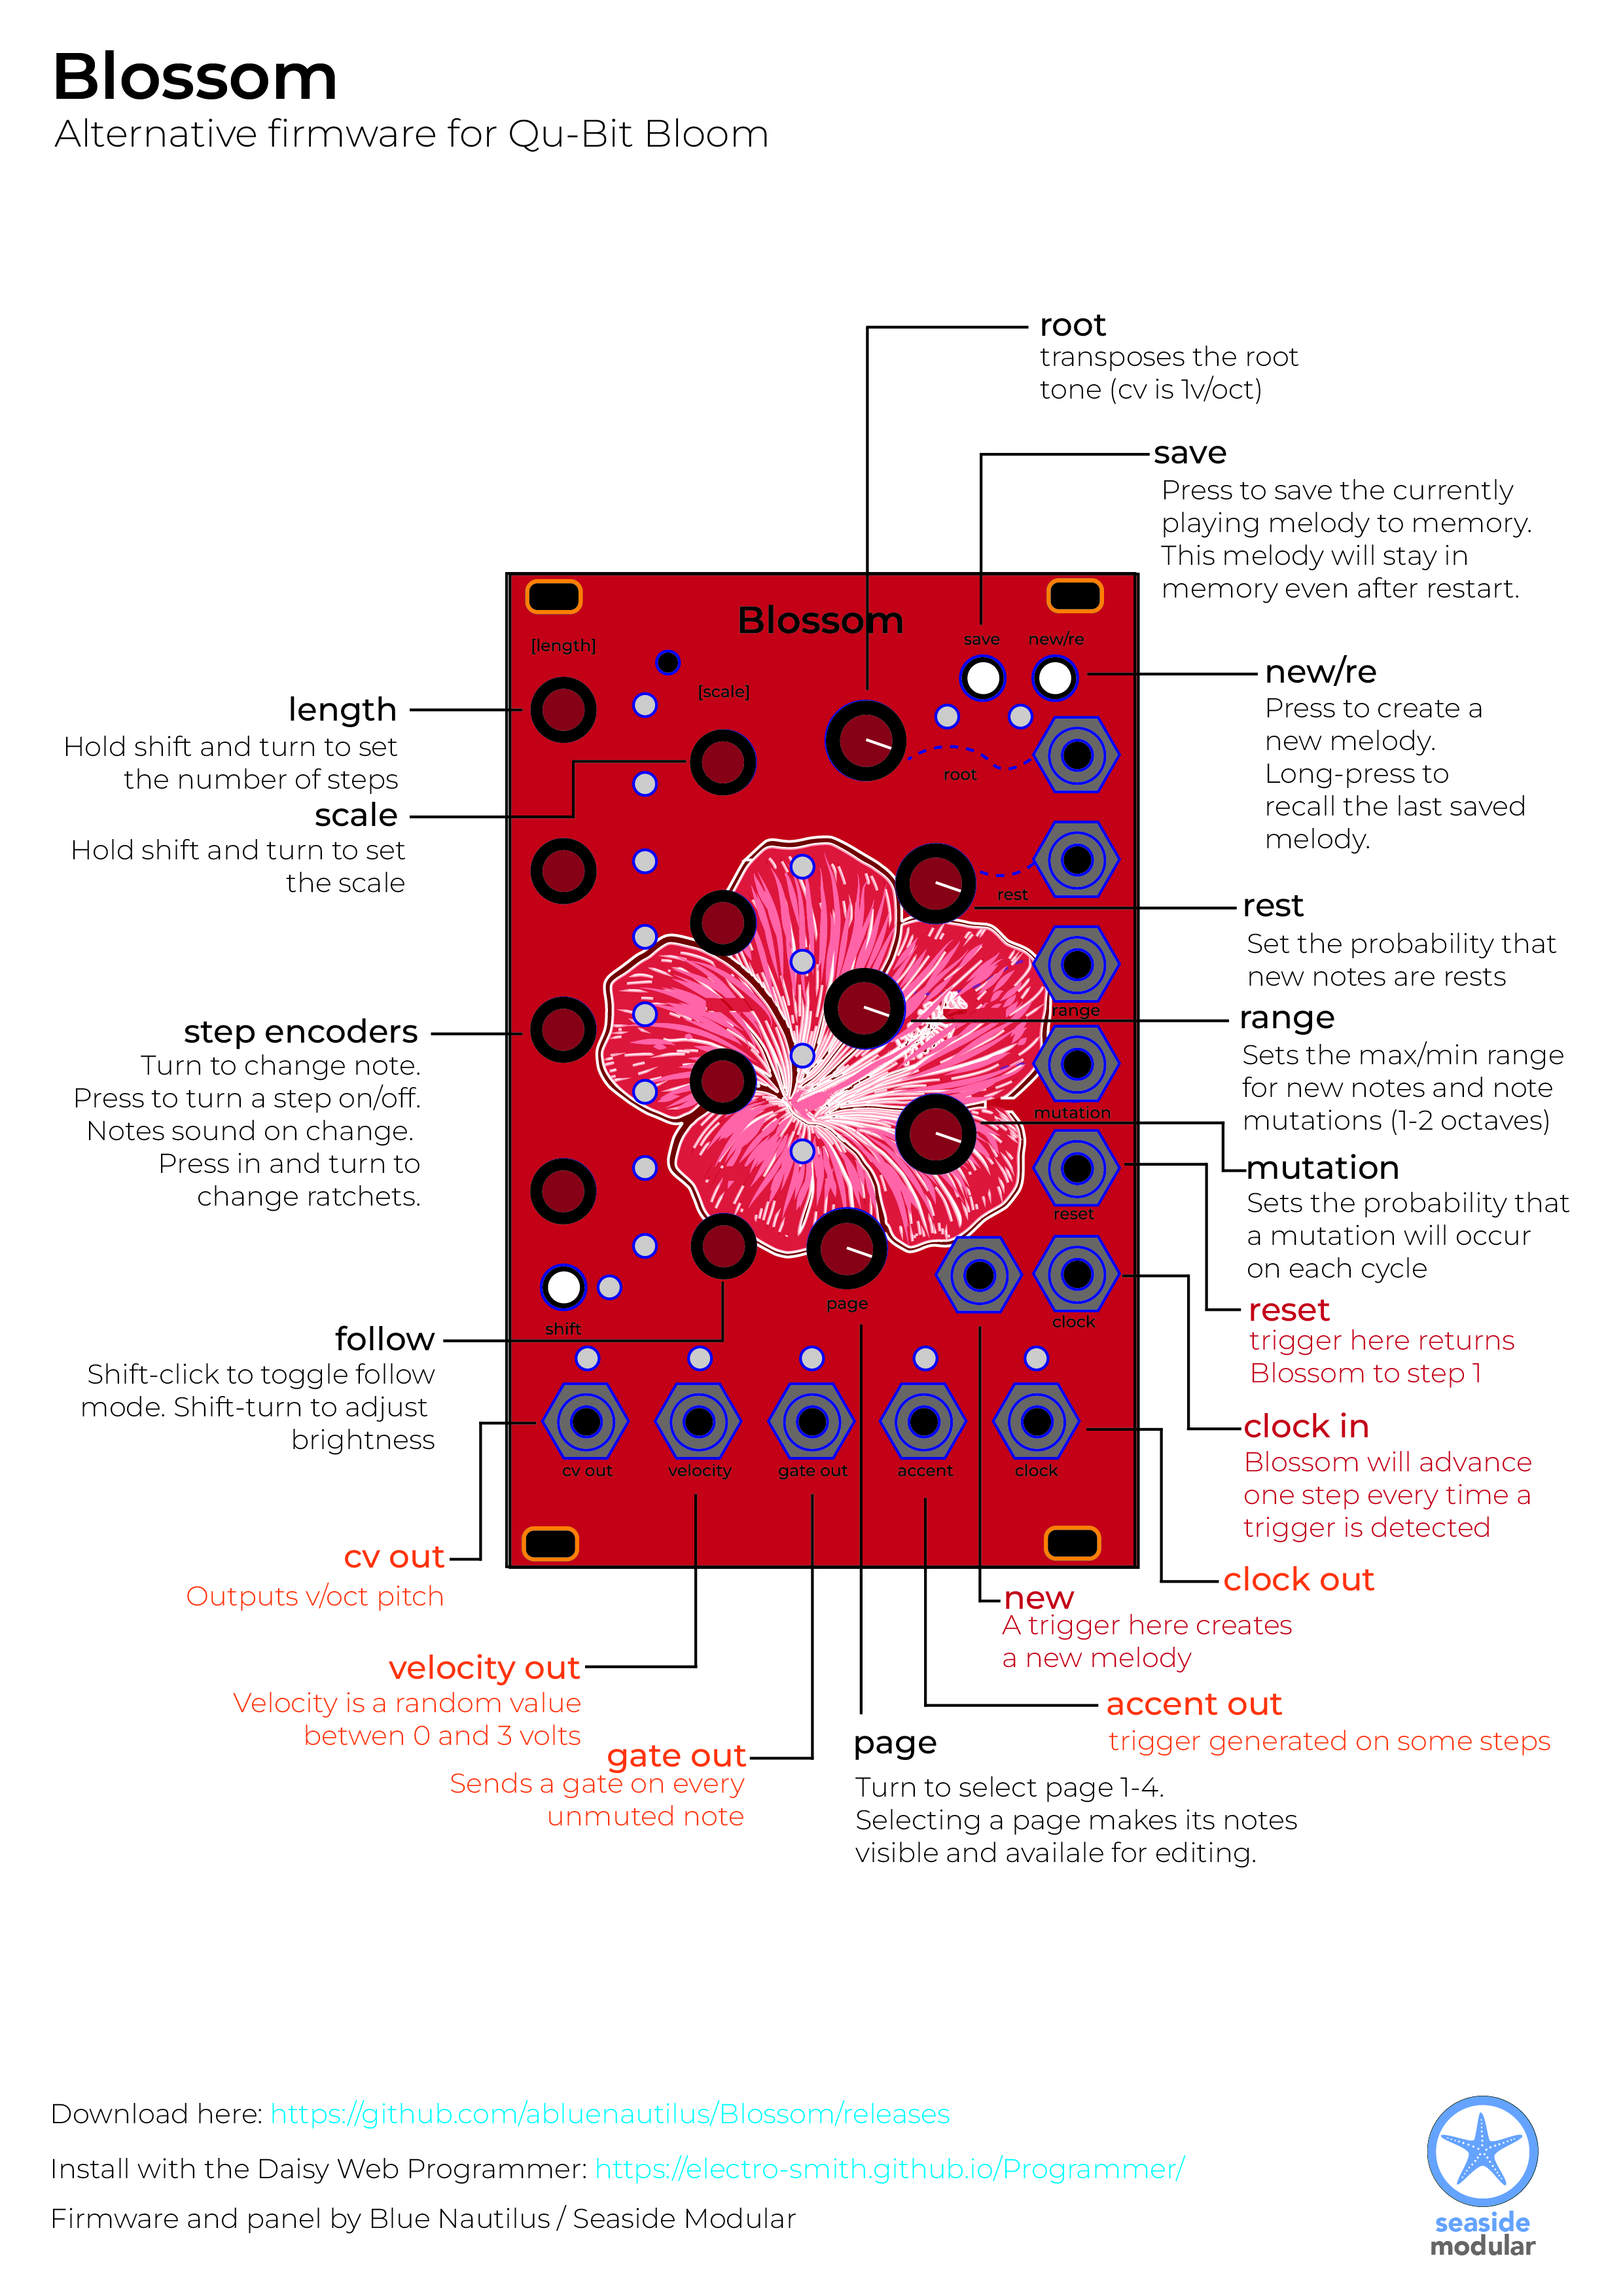 Blossom
Alternative firmware for Qu-Bit Bloom
root
transposes the root
tone (cv is 1v/oct)
save
Press to save the currently
playing melody to memory.
This melody will stay in
memory even after restart.
new/re
Press to create a
new melody.
Long-press to
recall the last saved
melody.
length
Hold shift and turn to set
the number of steps
scale
Hold shift and turn to set
the scale
step encoders
Turn to change note.
Press to turn a step on/off.
Notes sound on change.
Press in and turn to
change ratchets.
follow
Shift-click to toggle follow
mode. Shift-turn to adjust
brightness
Blossom
[length]
[scale]
save
new/re
root
rest
range
mutation
reset
page
clock
shift
cv out
velocity
gate out
accent
clock
rest
Set the probability that
new notes are rests
range
Sets the max/min range
for new notes and note
mutations (1-2 octaves)
mutation
Sets the probability that
a mutation will occur
on each cycle
reset
trigger here returns
Blossom to step 1
clock in
Blossom will advance
one step every time a
trigger is detected
clock out
cv out
Outputs v/oct pitch
velocity out
Velocity is a random value
betwen 0 and 3 volts
gate out
Sends a gate on every
unmuted note
new
A trigger here creates
a new melody
accent out
trigger generated on some steps
page
Turn to select page 1-4.
Selecting a page makes its notes
visible and availale for editing.
Download here: https://github.com/abluenautilus/Blossom/releases
Install with the Daisy Web Programmer: https://electro-smith.github.io/Programmer/
Firmware and panel by Blue Nautilus / Seaside Modular
seaside
modular